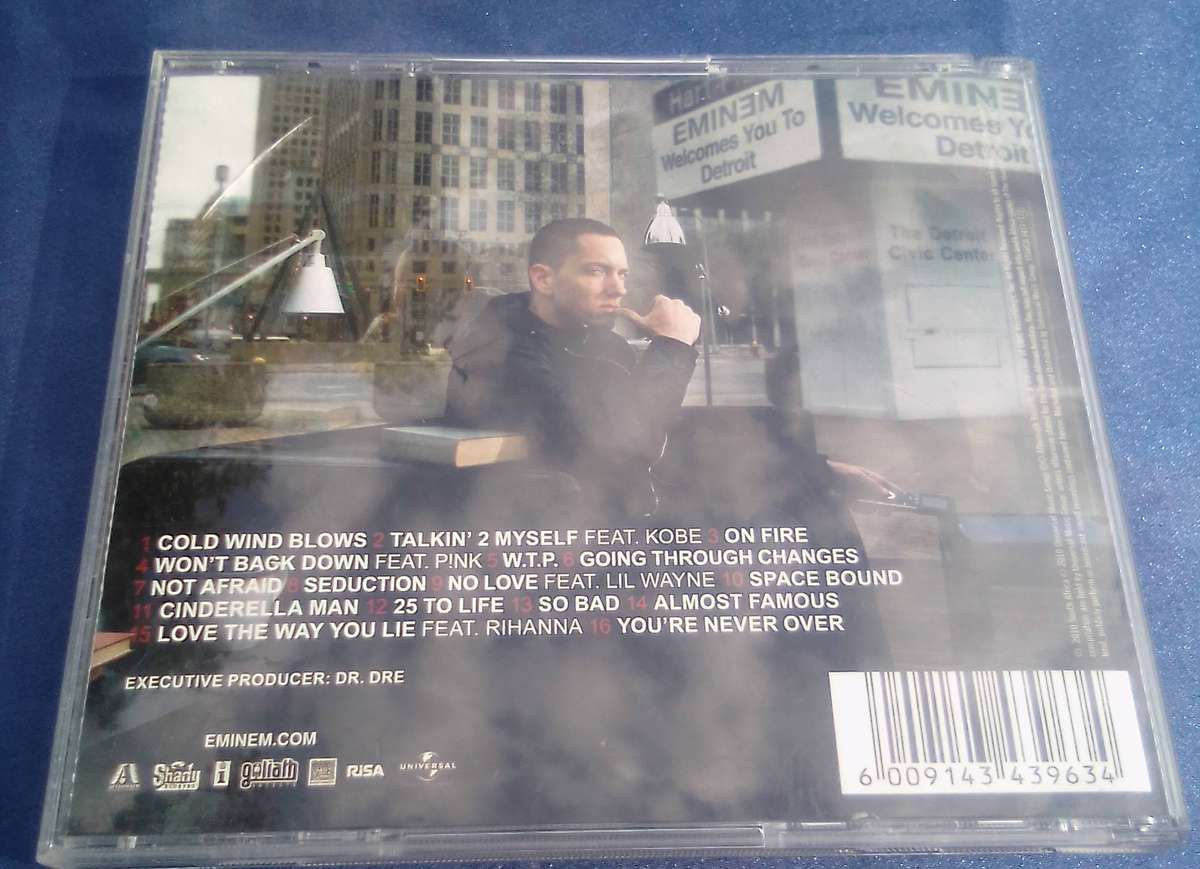 EMINEM
Welcomes You To
Detroit
EMINEM
Welcomes Yo
Detroit
The Detroit
Civic Center
1 COLD WIND BLOWS 2 TALKIN' 2 MYSELF FEAT. KOBE 3 ON FIRE
4 WON'T BACK DOWN FEAT. P!NK 5 W.T.P. 6 GOING THROUGH CHANGES
7 NOT AFRAID 8 SEDUCTION 9 NO LOVE FEAT. LIL WAYNE 10 SPACE BOUND
11 CINDERELLA MAN 12 25 TO LIFE 13 SO BAD 14 ALMOST FAMOUS
15 LOVE THE WAY YOU LIE FEAT. RIHANNA 16 YOU'RE NEVER OVER
EXECUTIVE PRODUCER: DR. DRE
EMINEM.COM
Shady
goliath
RISA
UNIVERSAL
6 009143 439634